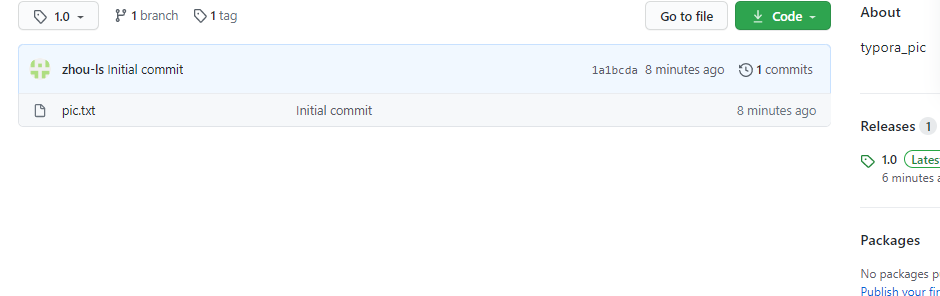 1.0 1 branch 1 tag Go to file Code
zhou-ls Initial commit 1a1bcda 8 minutes ago 1 commits
pic.txt Initial commit 8 minutes ago
About
typora_pic
Releases 1
1.0 Lates
6 minutes a
Packages
No packages p
Publish your fir